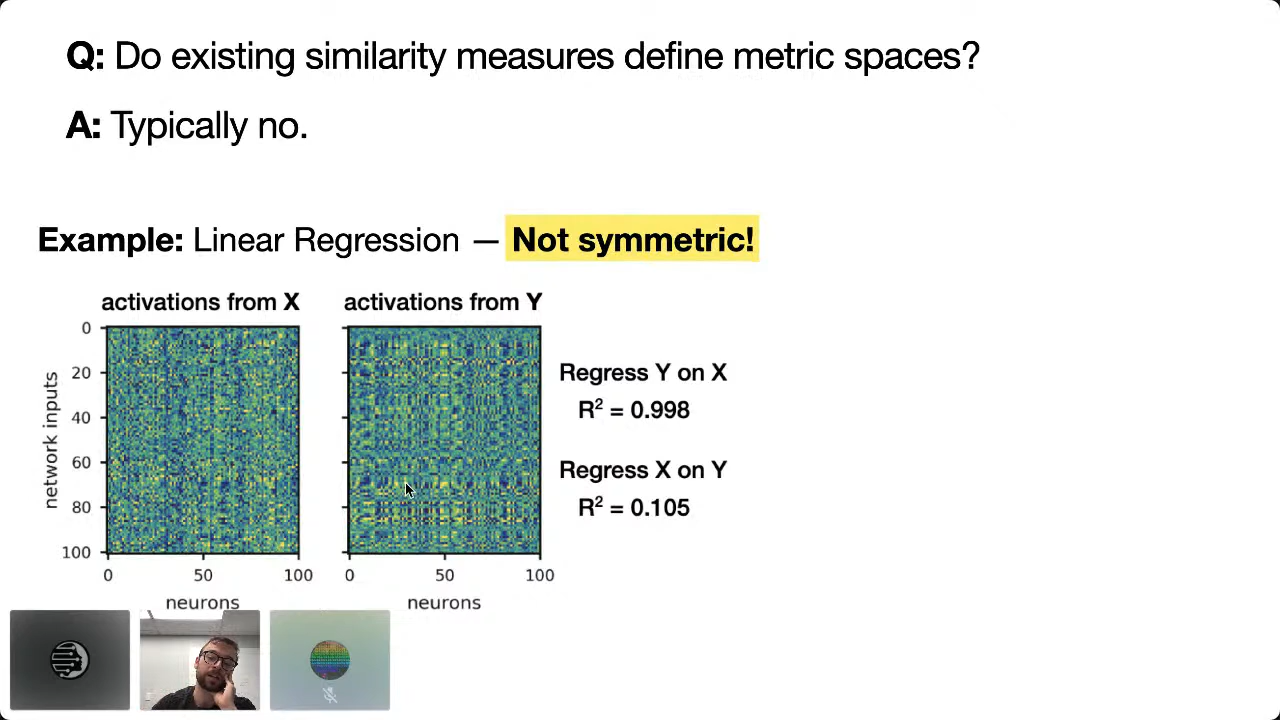 Q: Do existing similarity measures define metric spaces?
A: Typically no.
Example: Linear Regression — Not symmetric!
activations from X
activations from Y
0
20
40
60
80
100
network inputs
0 50 100
neurons
0 50 100
neurons
Regress Y on X
R² = 0.998
Regress X on Y
R² = 0.105